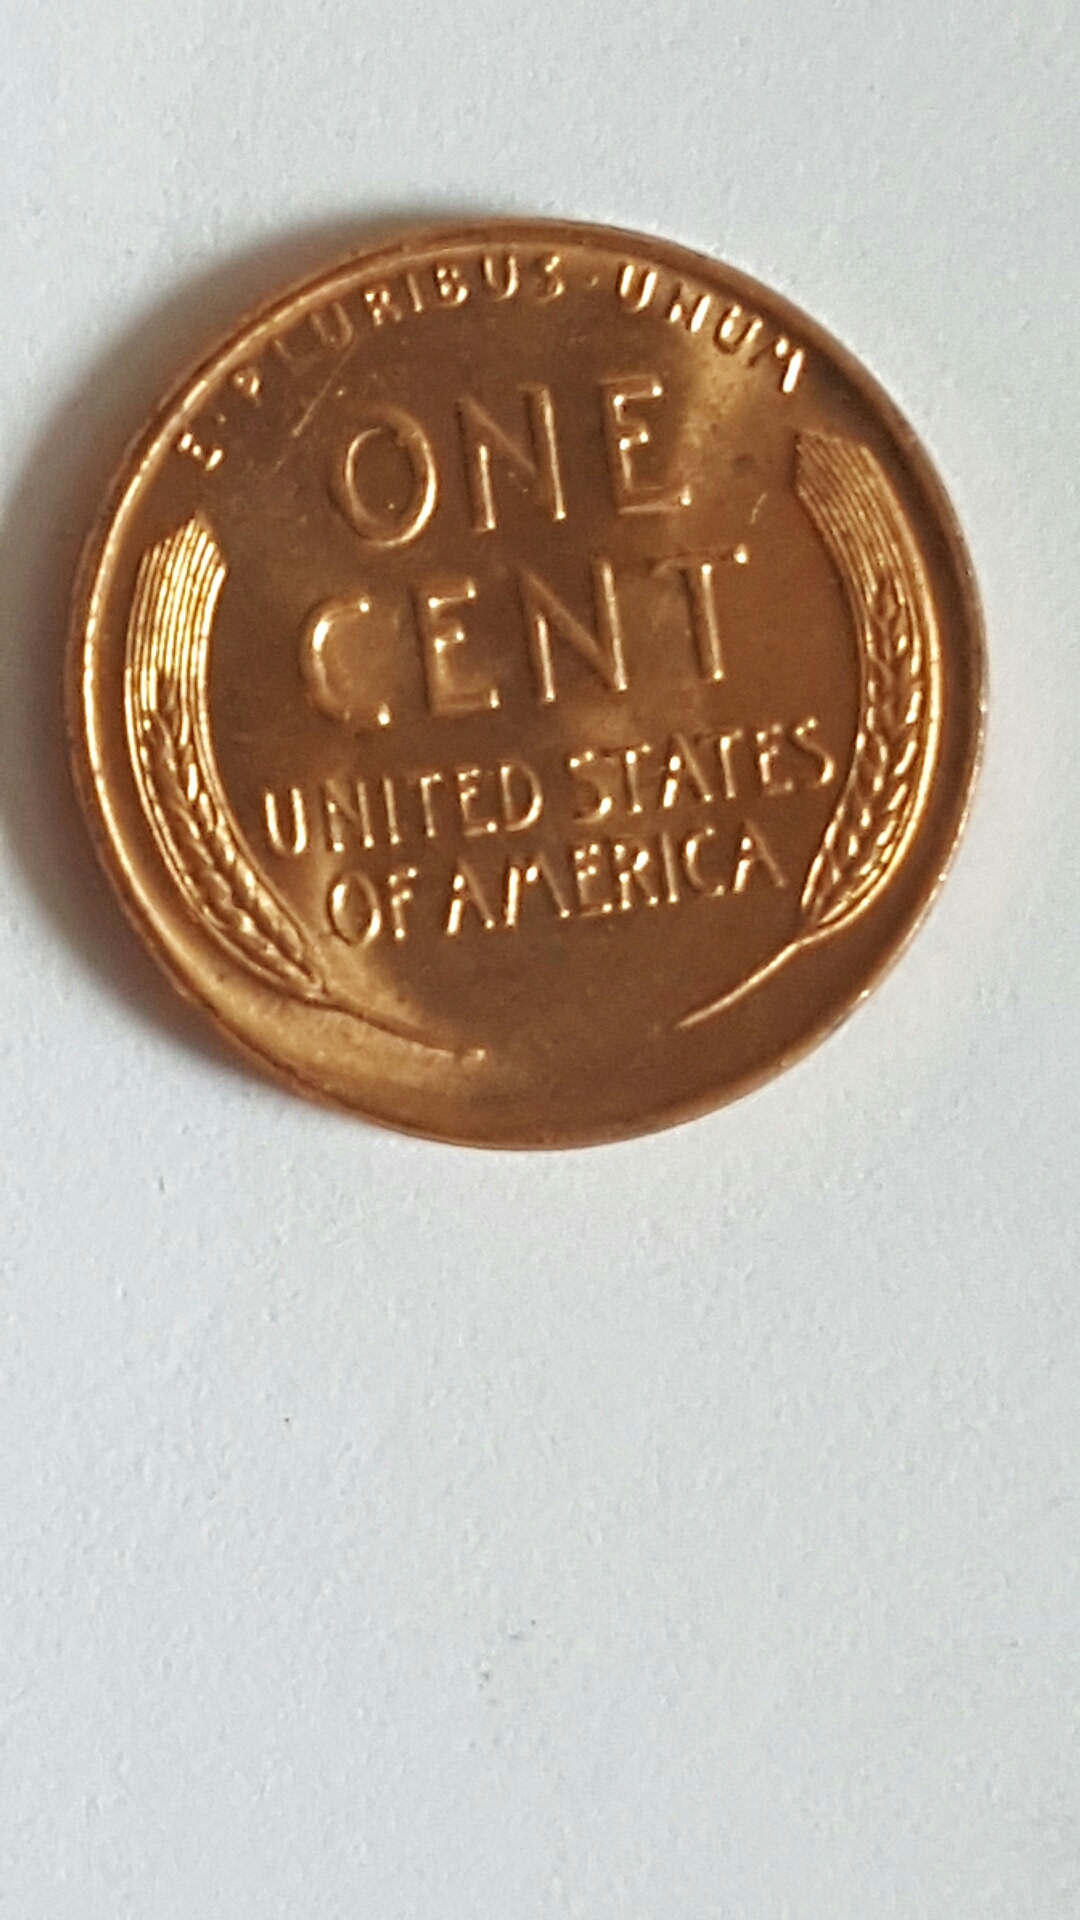 E·PLURIBUS·UNUM
ONE
CENT
UNITED STATES
OF AMERICA